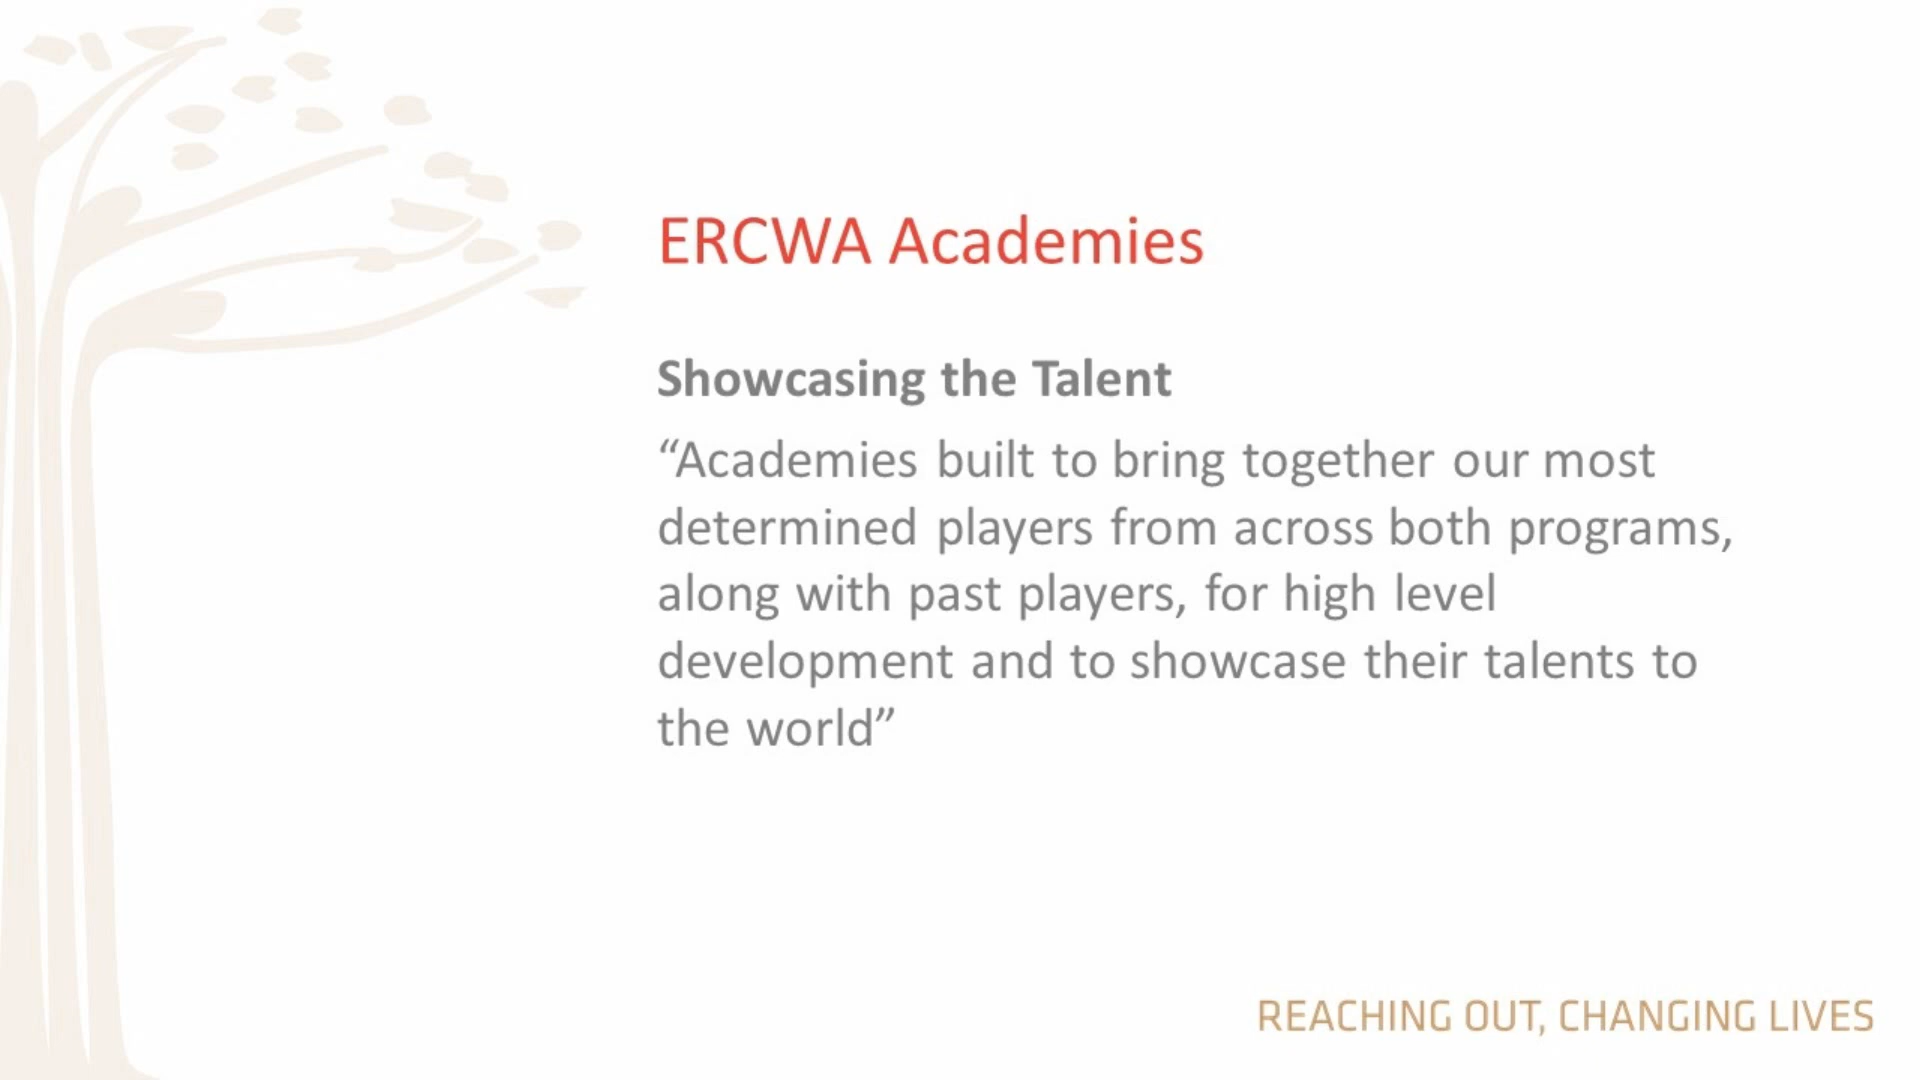 ERCWA Academies
Showcasing the Talent
“Academies built to bring together our most
determined players from across both programs,
along with past players, for high level
development and to showcase their talents to
the world”
REACHING OUT, CHANGING LIVES